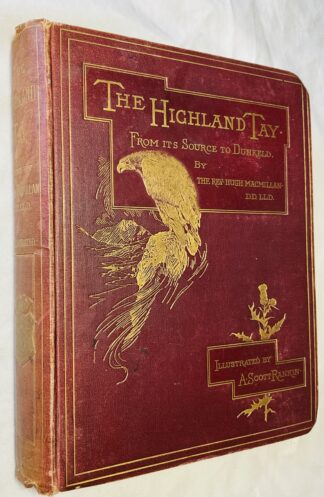 THE HIGHLAND TAY.
FROM ITS SOURCE TO DUNKELD.
BY
THE REV. HUGH MACMILLAN.
DD LLD.
ILLUSTRATED BY
A. SCOTT RANKIN.